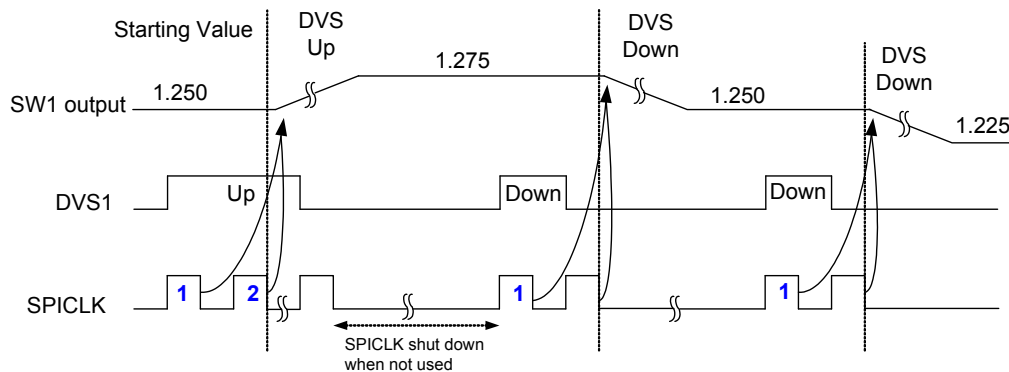 Starting Value
DVS
Up
DVS
Down
DVS
Down
SW1 output
1.250
1.275
1.250
1.225
DVS1
Up
Down
Down
SPICLK
1
2
1
1
SPICLK shut down
when not used